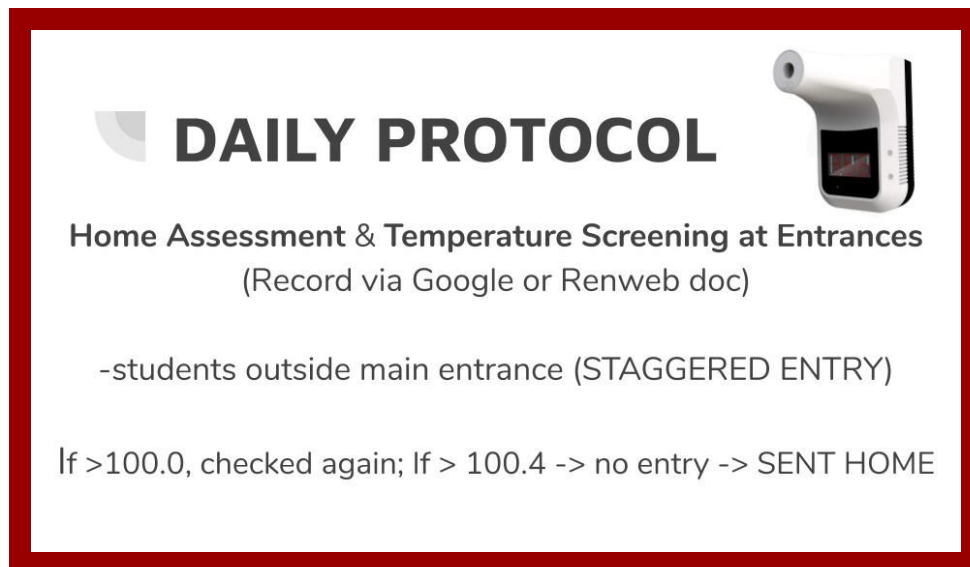 DAILY PROTOCOL
Home Assessment & Temperature Screening at Entrances
(Record via Google or Renweb doc)
-students outside main entrance (STAGGERED ENTRY)
If >100.0, checked again; If > 100.4 -> no entry -> SENT HOME